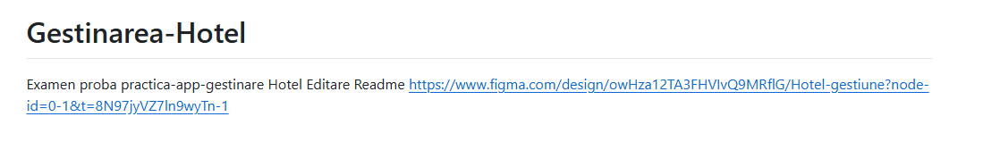 Gestinarea-Hotel
Examen proba practica-app-gestinare Hotel Editare Readme https://www.figma.com/design/owHza12TA3FHVIvQ9MRflG/Hotel-gestiune?node-
id=0-1&t=8N97jyVZ7ln9wyTn-1